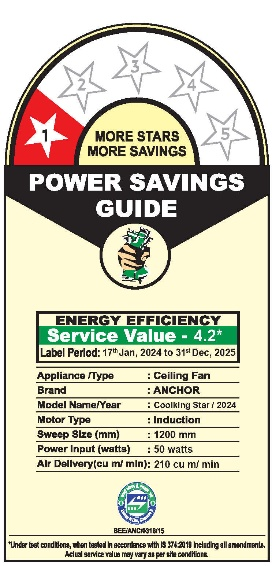 1 2 3 4 5
MORE STARS
MORE SAVINGS
POWER SAVINGS
GUIDE
ENERGY EFFICIENCY
Service Value - 4.2*
Label Period: 17th Jan, 2024 to 31st Dec, 2025
Appliance /Type : Ceiling Fan
Brand : ANCHOR
Model Name/Year : Coolking Star / 2024
Motor Type : Induction
Sweep Size (mm) : 1200 mm
Power Input (watts) : 50 watts
Air Delivery(cu m/ min): 210 cu m/ min
*Under test conditions, when tested in accordance with IS 374:2019 including all amendments.
Actual service value may vary as per site conditions.